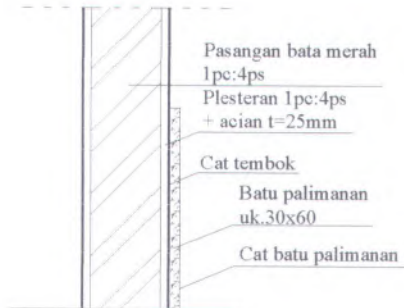 Pasangan bata merah
1pc:4ps
Plesteran 1pc:4ps
+ acian t=25mm
Cat tembok
Batu palimanan
uk.30x60
Cat batu palimanan